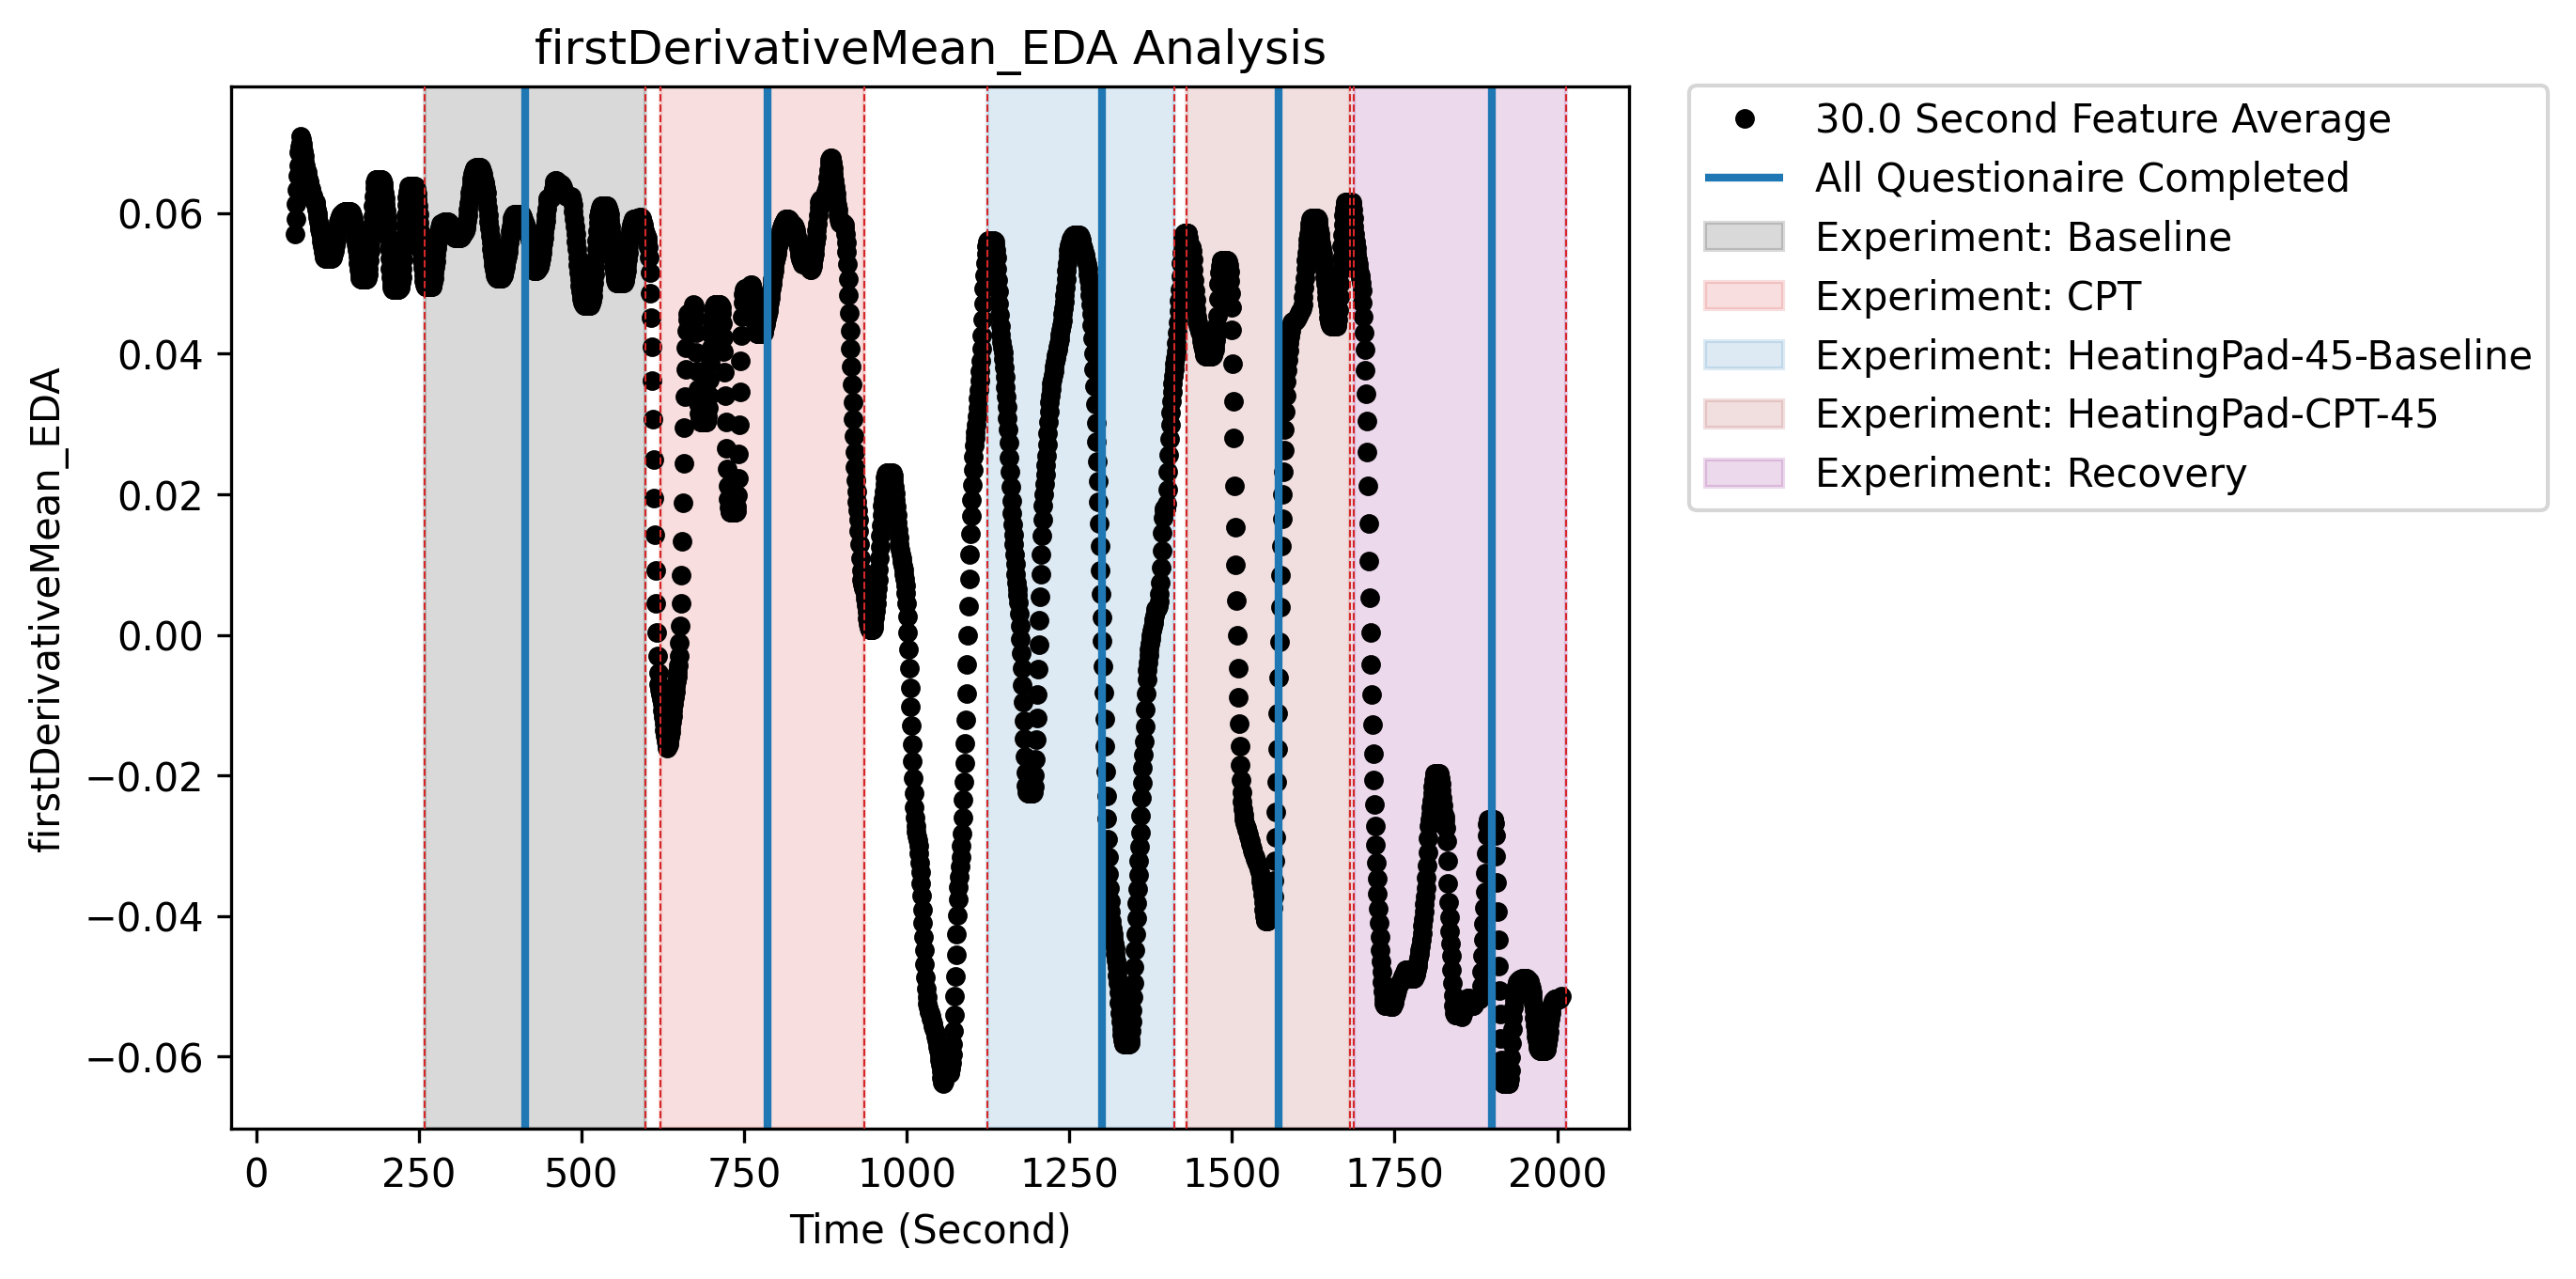 firstDerivativeMean_EDA Analysis
firstDerivativeMean_EDA
0.06
0.04
0.02
0.00
−0.02
−0.04
−0.06
0 250 500 750 1000 1250 1500 1750 2000
Time (Second)
30.0 Second Feature Average
All Questionaire Completed
Experiment: Baseline
Experiment: CPT
Experiment: HeatingPad-45-Baseline
Experiment: HeatingPad-CPT-45
Experiment: Recovery